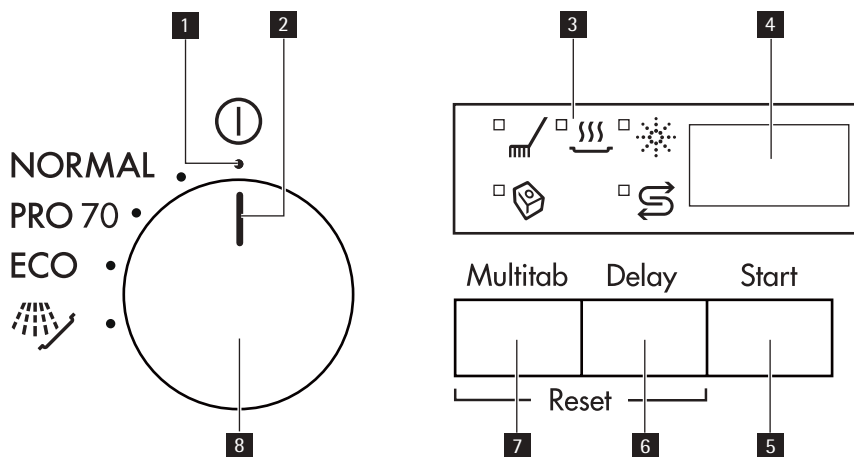 1
2
3
4
NORMAL
PRO 70
ECO
Multitab
Delay
Start
Reset
8
7
6
5